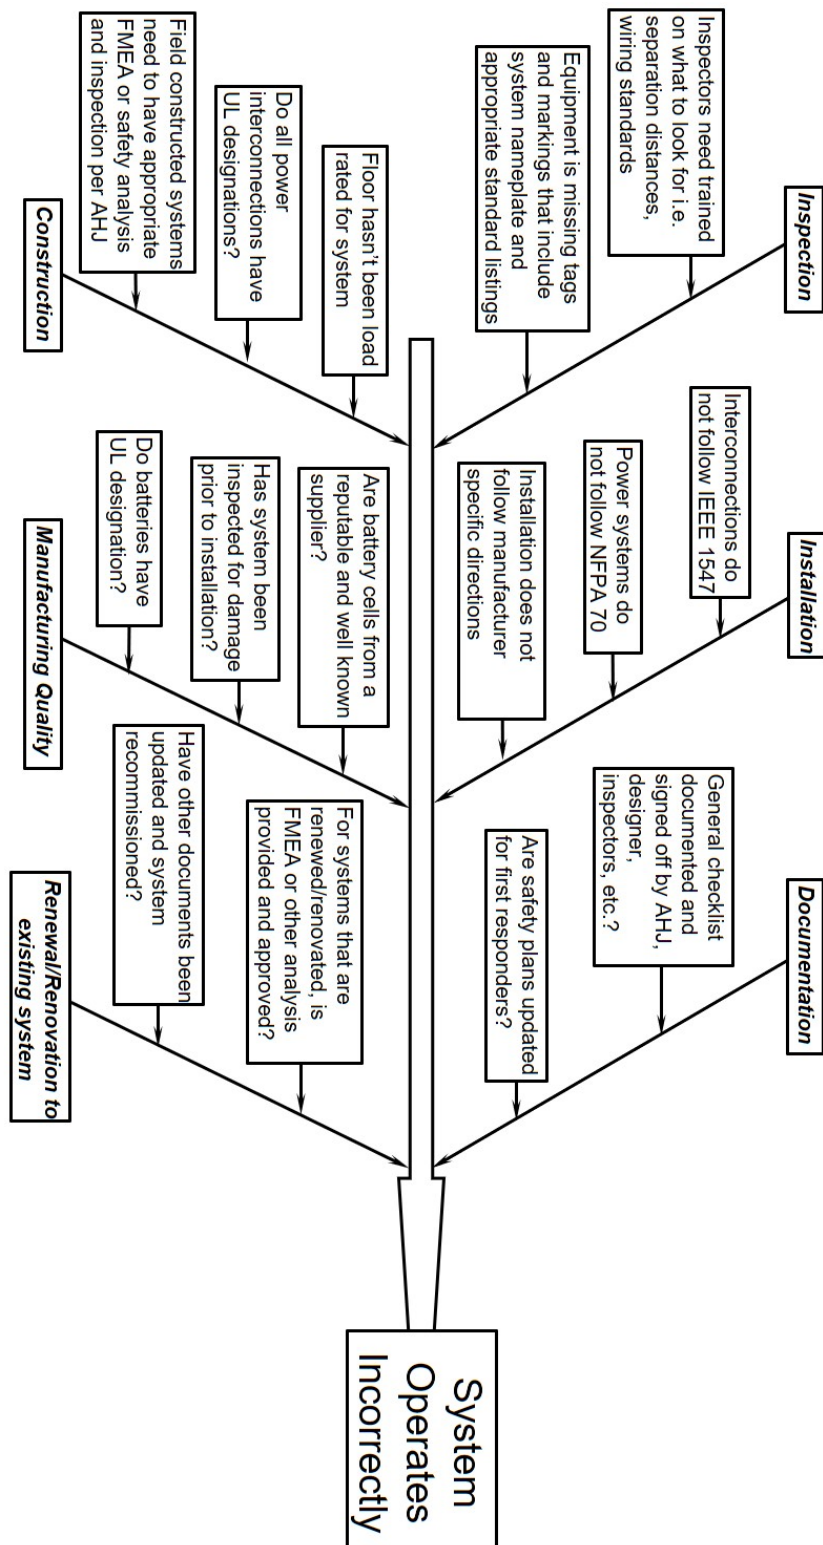 Inspection
Inspectors need trained
on what to look for i.e.
separation distances,
wiring standards
Equipment is missing tags
and markings that include
system nameplate and
appropriate standard listings
Installation
Interconnections do
not follow IEEE 1547
Power systems do
not follow NFPA 70
Installation does not
follow manufacturer
specific directions
Documentation
General checklist
documented and
signed off by AHJ,
designer,
inspectors, etc.?
Are safety plans updated
for first responders?
System
Operates
Incorrectly
Floor hasn't been load
rated for system
Do all power
interconnections have
UL designations?
Field constructed systems
need to have appropriate
FMEA or safety analysis
and inspection per AHJ
Construction
Are battery cells from a
reputable and well known
supplier?
Has system been
inspected for damage
prior to installation?
Do batteries have
UL designation?
Manufacturing Quality
For systems that are
renewed/renovated, is
FMEA or other analysis
provided and approved?
Have other documents been
updated and system
recommissioned?
Renewal/Renovation to
existing system